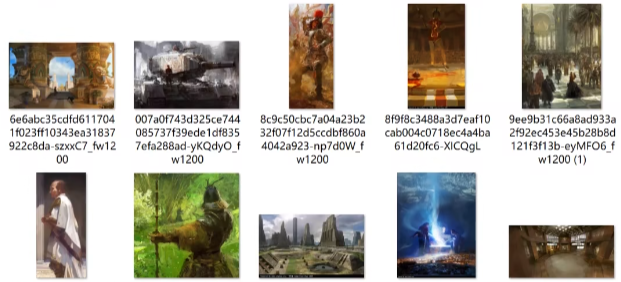 6e6abc35cdfd611704
1f023ff10343ea31837
922c8da-szxxC7_fw12
00
007a0f743d325ce744
085737f39ede1df835
7efa288ad-yKQdyO_f
w1200
8c9c50cbc7a04a23b2
32f07f12d5ccdbf860a
4042a923-np7d0W_f
w1200
8f9f8c3488a3d7eaf10
cab004c0718ec4a4ba
61d20fc6-XlCQgL
9ee9b31c66a8ad933a
2f92ec453e45b28b8d
121f3f13b-eyMFO6_f
w1200 (1)